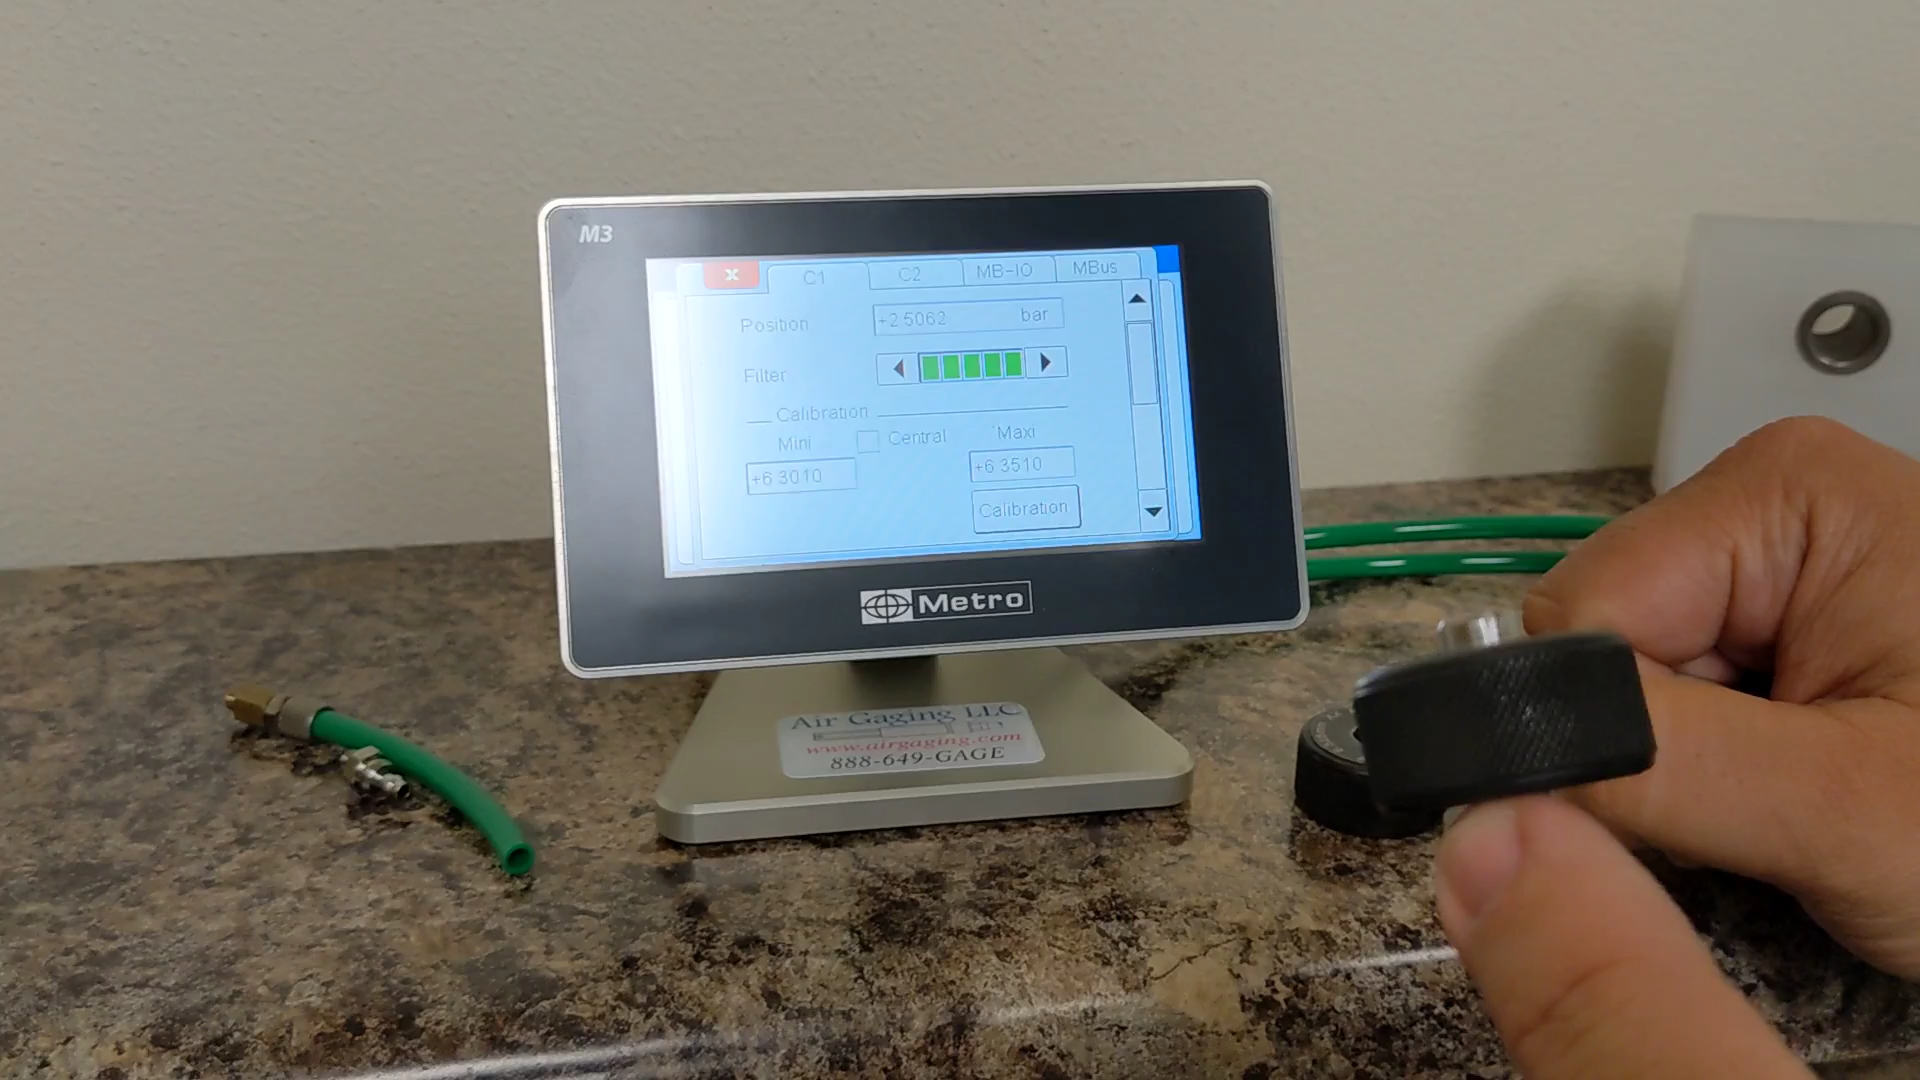 M3
x C1 C2 MB-IO MBus
Position +2.5062 bar
Filter
Calibration
Mini Central Maxi
+6.3010 +6.3510
Calibration
Metro
Air Gaging LLC
www.airgaging.com
888-649-GAGE